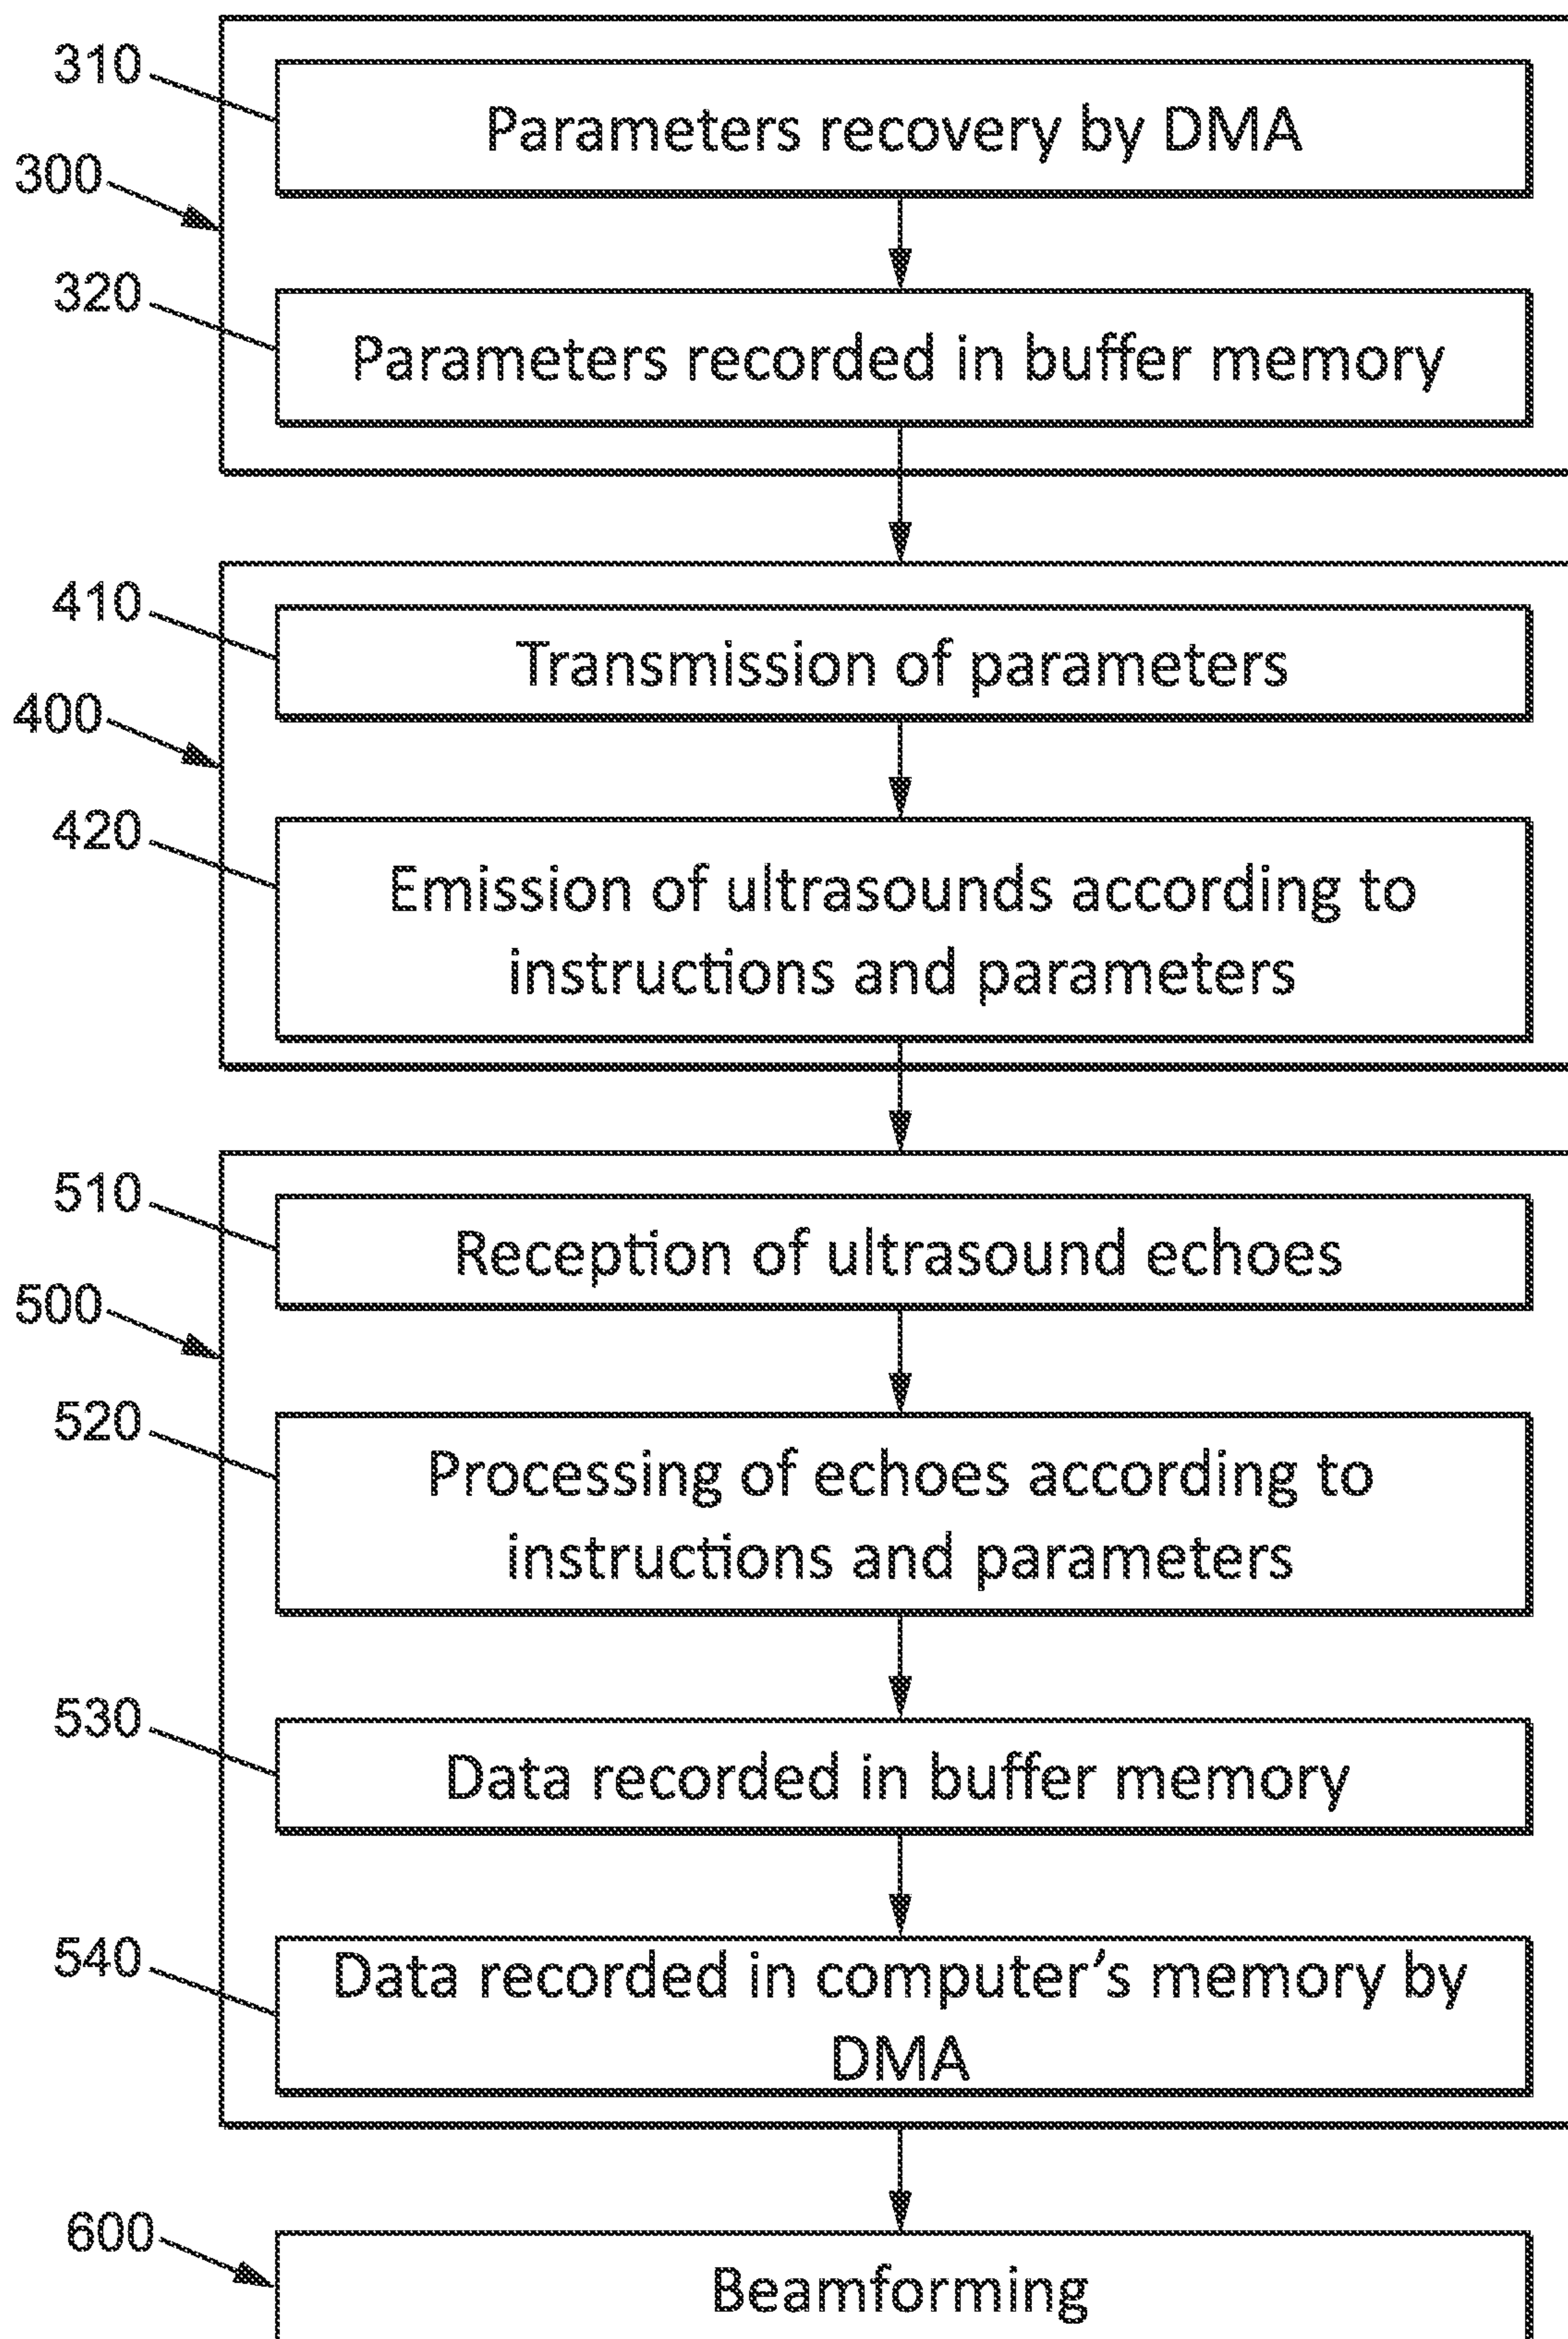 310
Parameters recovery by DMA
300
320
Parameters recorded in buffer memory
410
Transmission of parameters
400
420
Emission of ultrasounds according to
instructions and parameters
510
Reception of ultrasound echoes
500
520
Processing of echoes according to
instructions and parameters
530
Data recorded in buffer memory
540
Data recorded in computer’s memory by
DMA
600
Beamforming